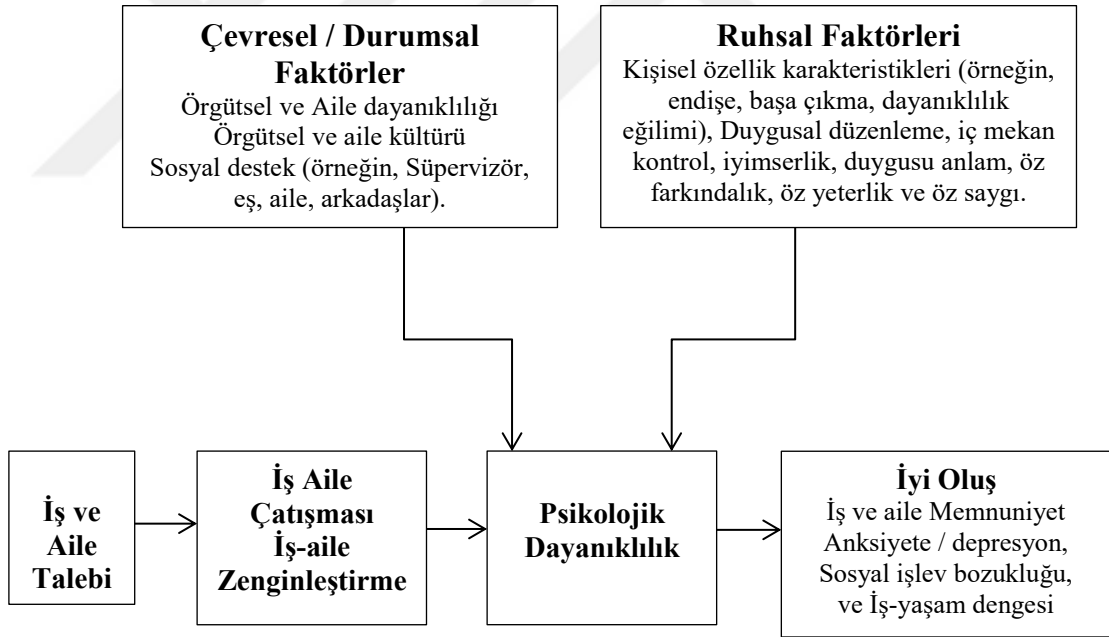 Çevresel / Durumsal
Faktörler
Örgütsel ve Aile dayanıklılığı
Örgütsel ve aile kültürü
Sosyal destek (örneğin, Süpervizör,
eş, aile, arkadaşlar).
Ruhsal Faktörleri
Kişisel özellik karakteristikleri (örneğin,
endişe, başa çıkma, dayanıklılık
eğilimi), Duygusal düzenleme, iç mekan
kontrol, iyimserlik, duygusu anlam, öz
farkındalık, öz yeterlik ve öz saygı.
İş ve
Aile
Talebi
İş Aile
Çatışması
İş-aile
Zenginleştirme
Psikolojik
Dayanıklılık
İyi Oluş
İş ve aile Memnuniyet
Anksiyete / depresyon,
Sosyal işlev bozukluğu,
ve İş-yaşam dengesi